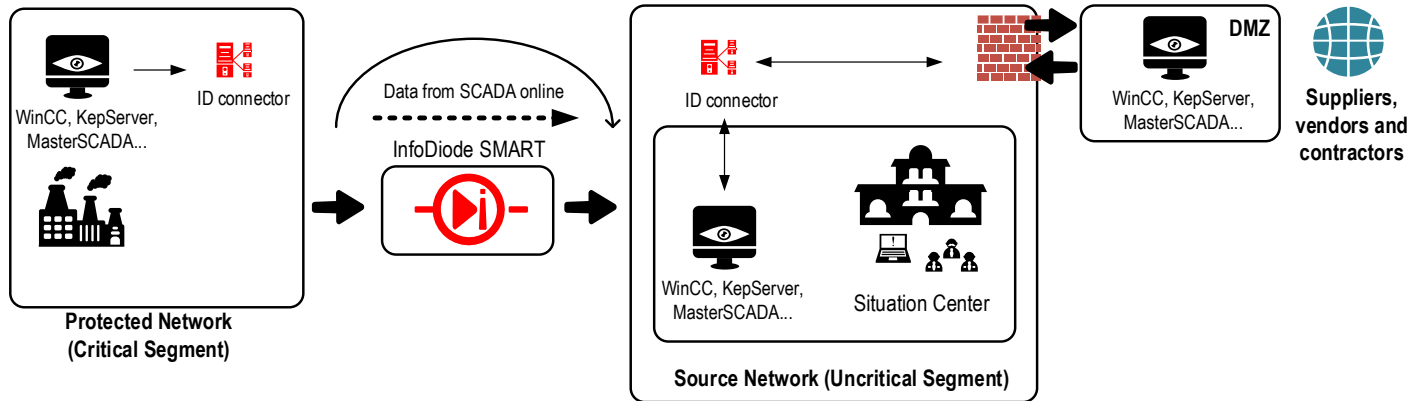 ID connector
WinCC, KepServer,
MasterSCADA...
Protected Network
(Critical Segment)
Data from SCADA online
InfoDiode SMART
ID connector
WinCC, KepServer,
MasterSCADA...
Situation Center
Source Network (Uncritical Segment)
DMZ
WinCC, KepServer,
MasterSCADA...
Suppliers,
vendors and
contractors